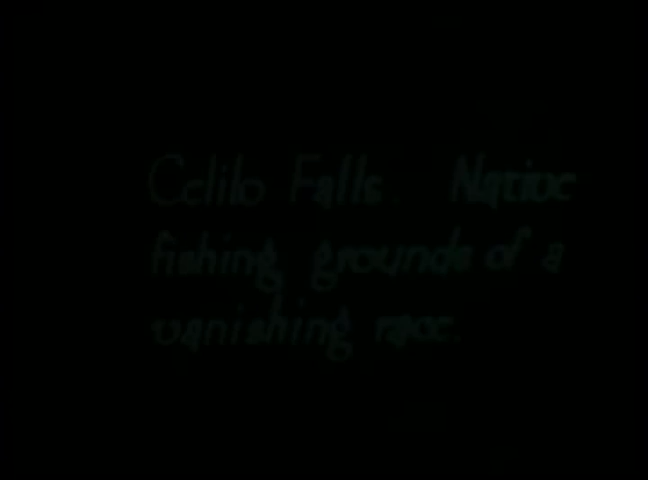 Celilo Falls. Native
fishing grounds of a
vanishing race.